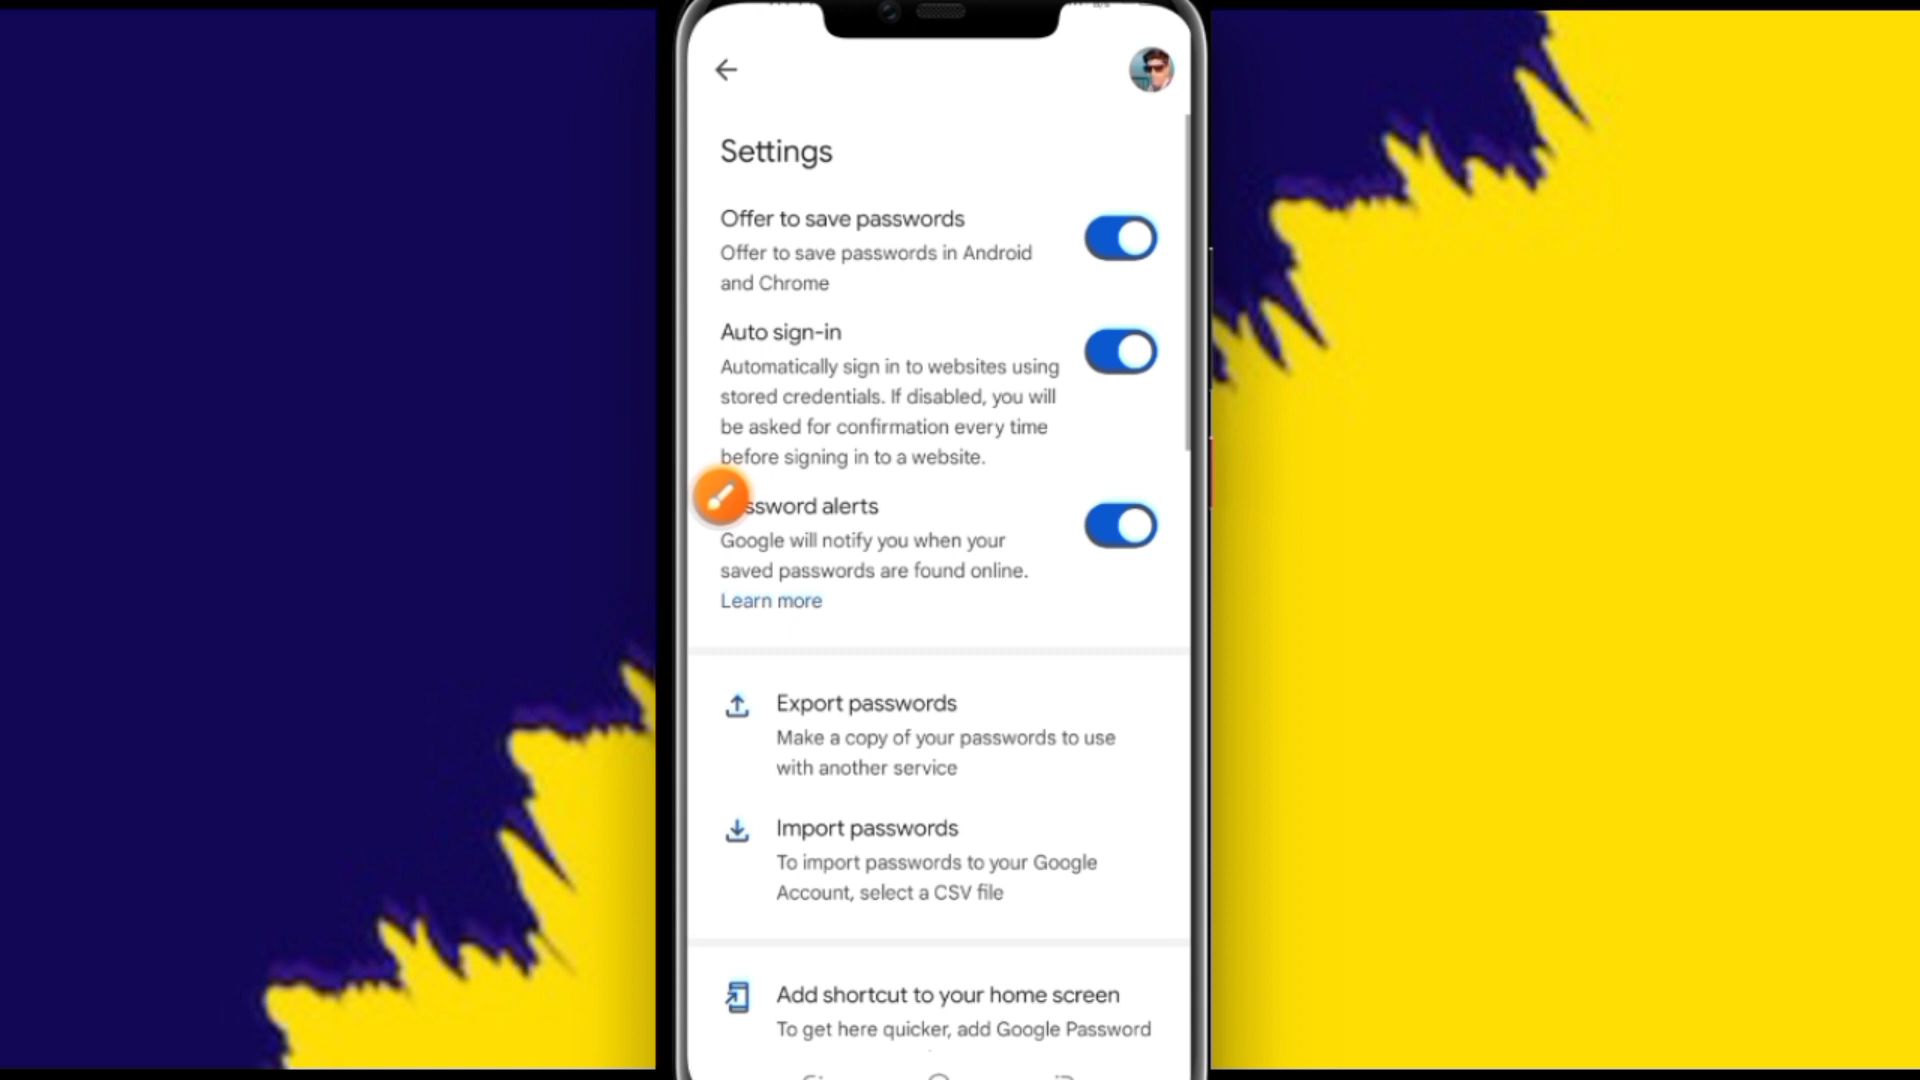 Settings
Offer to save passwords
Offer to save passwords in Android
and Chrome
Auto sign-in
Automatically sign in to websites using
stored credentials. If disabled, you will
be asked for confirmation every time
before signing in to a website.
ssword alerts
Google will notify you when your
saved passwords are found online.
Learn more
Export passwords
Make a copy of your passwords to use
with another service
Import passwords
To import passwords to your Google
Account, select a CSV file
Add shortcut to your home screen
To get here quicker, add Google Password